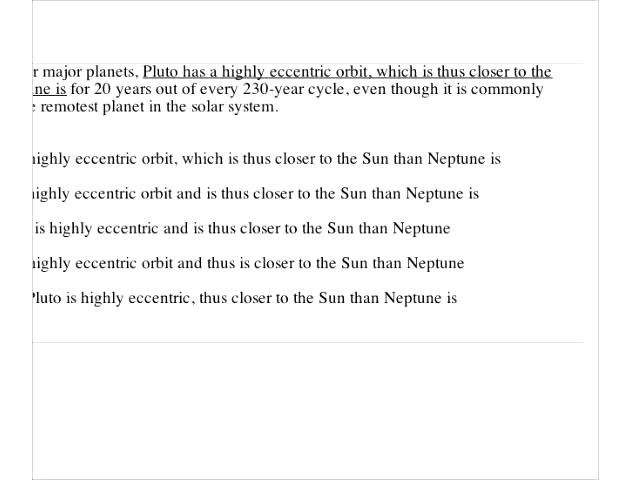 r major planets, Pluto has a highly eccentric orbit, which is thus closer to the
ne is for 20 years out of every 230-year cycle, even though it is commonly
remotest planet in the solar system.
highly eccentric orbit, which is thus closer to the Sun than Neptune is
highly eccentric orbit and is thus closer to the Sun than Neptune is
is highly eccentric and is thus closer to the Sun than Neptune
highly eccentric orbit and thus is closer to the Sun than Neptune
Pluto is highly eccentric, thus closer to the Sun than Neptune is